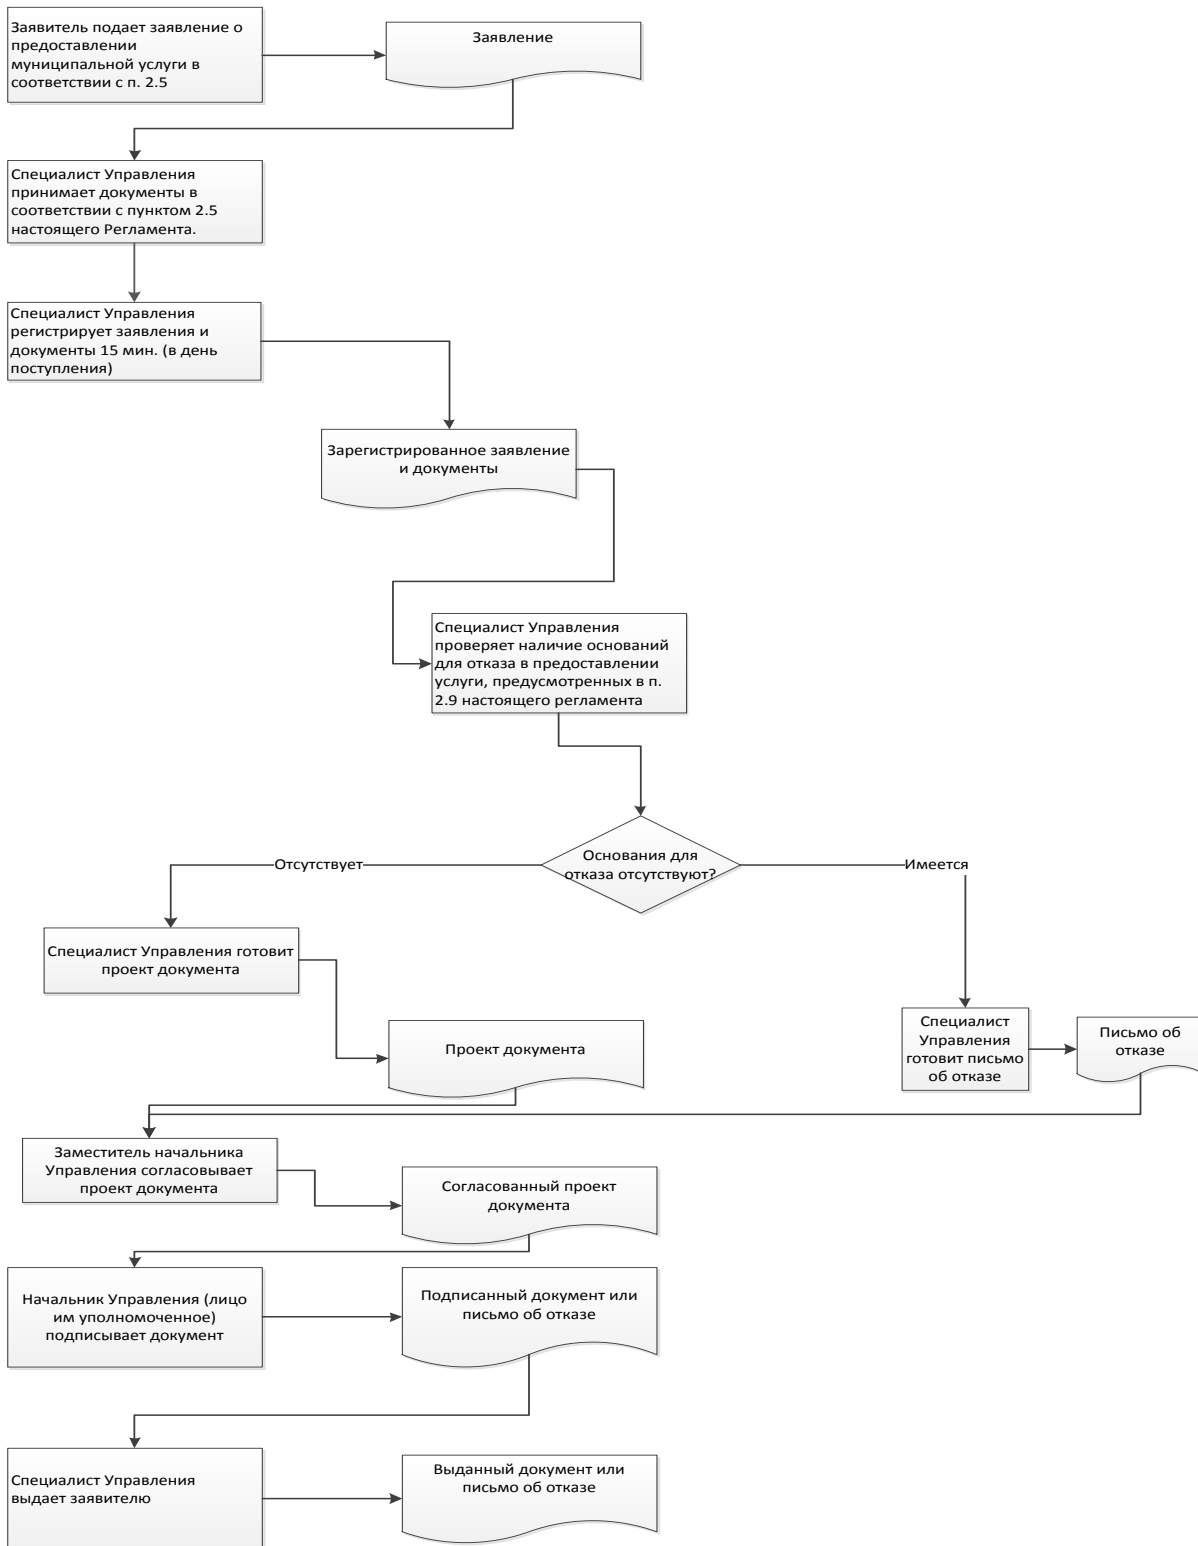 Заявитель подает заявление о
предоставлении
муниципальной услуги в
соответствии с п. 2.5
Заявление
Специалист Управления
принимает документы в
соответствии с пунктом 2.5
настоящего Регламента.
Специалист Управления
регистрирует заявления и
документы 15 мин. (в день
поступления)
Зарегистрированное заявление
и документы
Специалист Управления
проверяет наличие оснований
для отказа в предоставлении
услуги, предусмотренных в п.
2.9 настоящего регламента
Основания для
отказа отсутствуют?
Отсутствует
Имеется
Специалист Управления готовит
проект документа
Проект документа
Специалист
Управления
готовит письмо
об отказе
Письмо об
отказе
Заместитель начальника
Управления согласовывает
проект документа
Согласованный проект
документа
Начальник Управления (лицо
им уполномоченное)
подписывает документ
Подписанный документ или
письмо об отказе
Специалист Управления
выдает заявителю
Выданный документ или
письмо об отказе